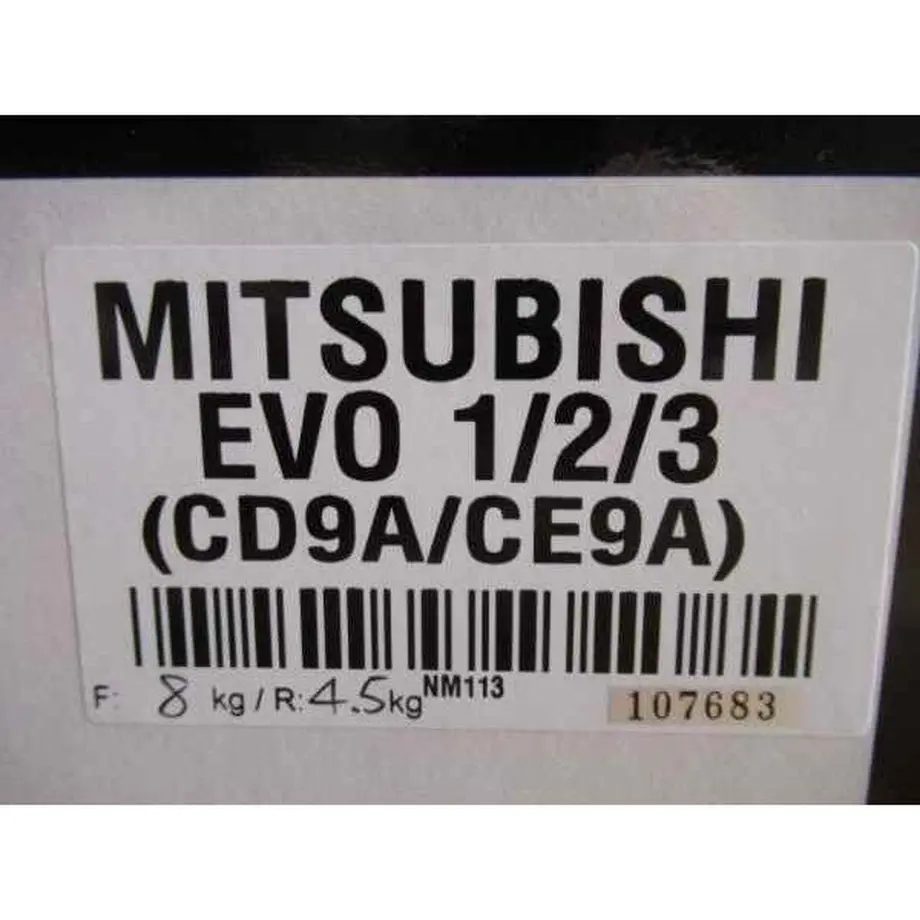 MITSUBISHI
EVO 1/2/3
(CD9A/CE9A)
F: 8 kg / R: 4.5kg NM113 107683